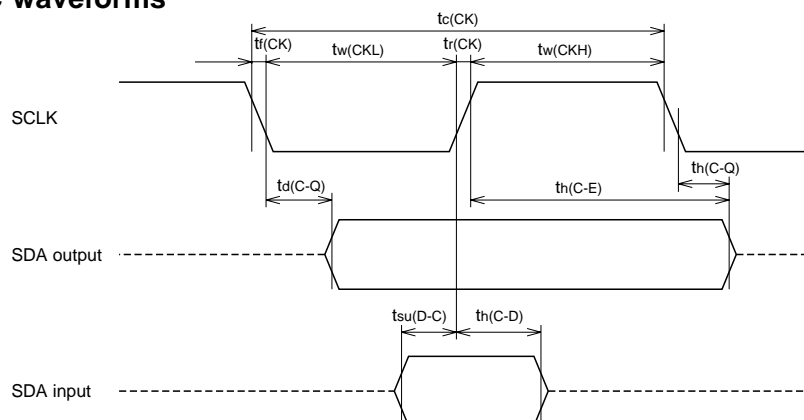 waveforms
tc(CK)
tf(CK)
tw(CKL)
tr(CK)
tw(CKH)
SCLK
th(C-Q)
td(C-Q)
th(C-E)
SDA output
tsu(D-C)
th(C-D)
SDA input